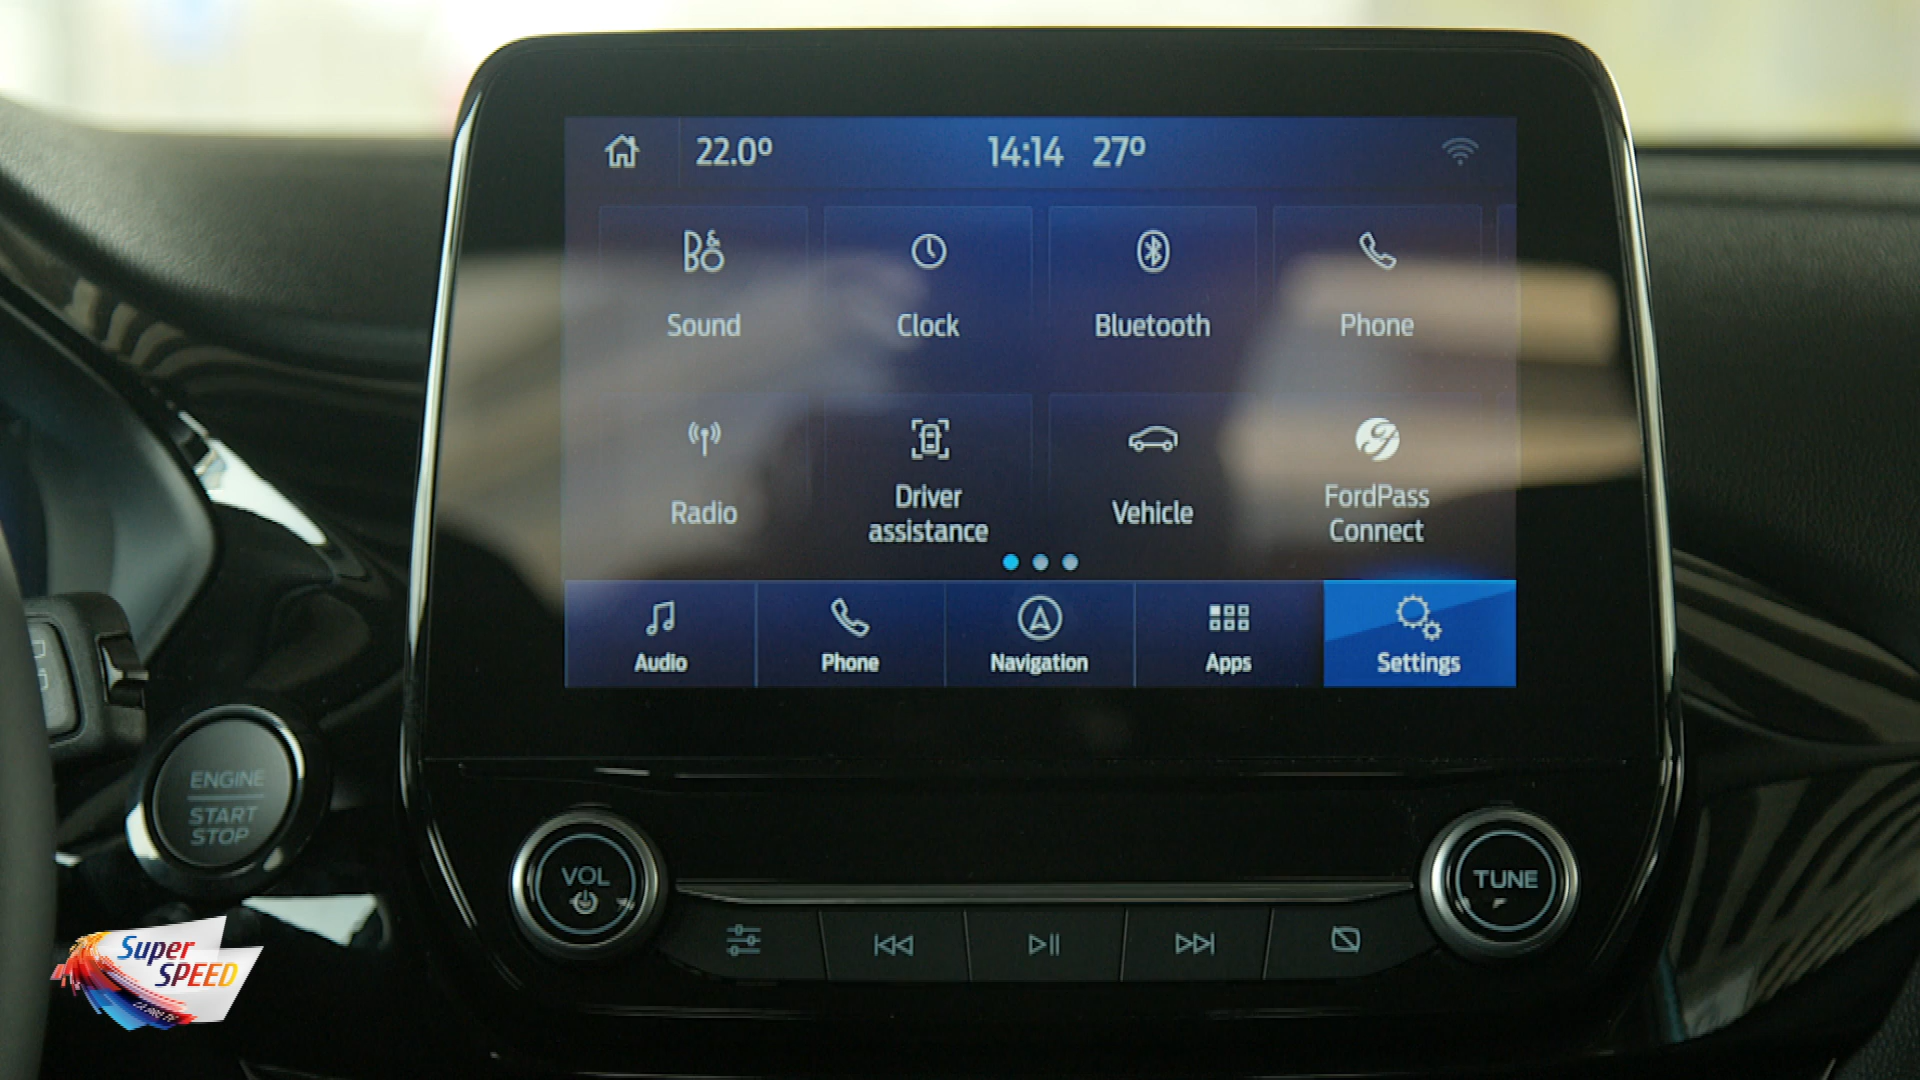 22.0°
14:14 27°
B&O
Sound
Clock
Bluetooth
Phone
Radio
Driver
assistance
Vehicle
FordPass
Connect
Audio
Phone
Navigation
Apps
Settings
ENGINE
START
STOP
VOL
TUNE
Super
SPEED